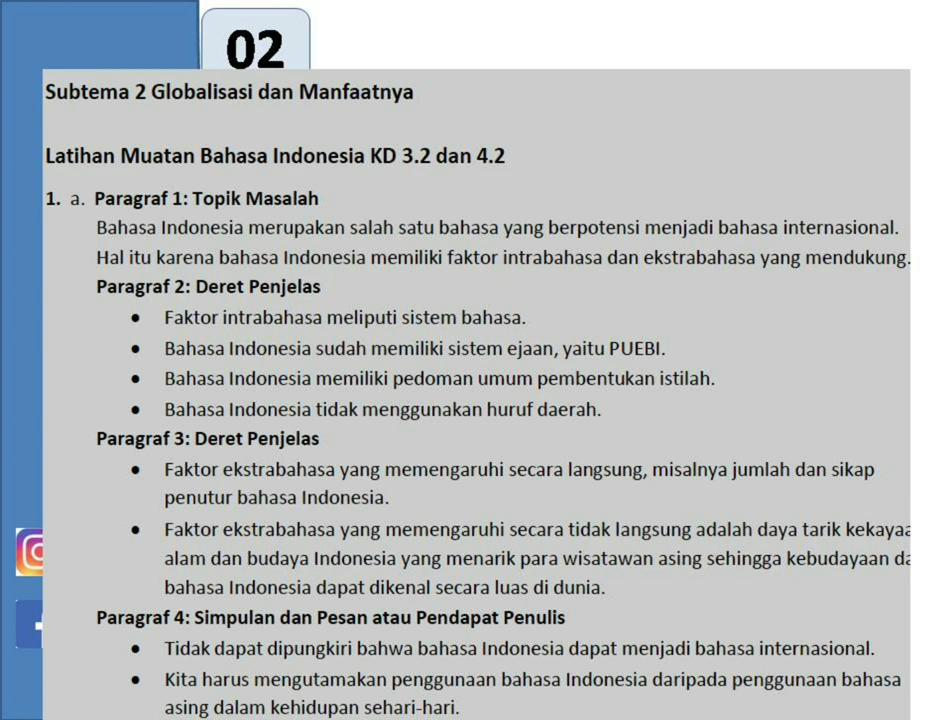 02
Subtema 2 Globalisasi dan Manfaatnya
Latihan Muatan Bahasa Indonesia KD 3.2 dan 4.2
1. a. Paragraf 1: Topik Masalah
Bahasa Indonesia merupakan salah satu bahasa yang berpotensi menjadi bahasa internasional.
Hal itu karena bahasa Indonesia memiliki faktor intrabahasa dan ekstrabahasa yang mendukung.
Paragraf 2: Deret Penjelas
• Faktor intrabahasa meliputi sistem bahasa.
• Bahasa Indonesia sudah memiliki sistem ejaan, yaitu PUEBI.
• Bahasa Indonesia memiliki pedoman umum pembentukan istilah.
• Bahasa Indonesia tidak menggunakan huruf daerah.
Paragraf 3: Deret Penjelas
• Faktor ekstrabahasa yang memengaruhi secara langsung, misalnya jumlah dan sikap
penutur bahasa Indonesia.
• Faktor ekstrabahasa yang memengaruhi secara tidak langsung adalah daya tarik
alam dan budaya Indonesia yang menarik para wisatawan asing sehingga kebudayaan
bahasa Indonesia dapat dikenal secara luas di dunia.
Paragraf 4: Simpulan dan Pesan atau Pendapat Penulis
• Tidak dapat dipungkiri bahwa bahasa Indonesia dapat menjadi bahasa internasional.
• Kita harus mengutamakan penggunaan bahasa Indonesia daripada penggunaan bahasa
asing dalam kehidupan sehari-hari.